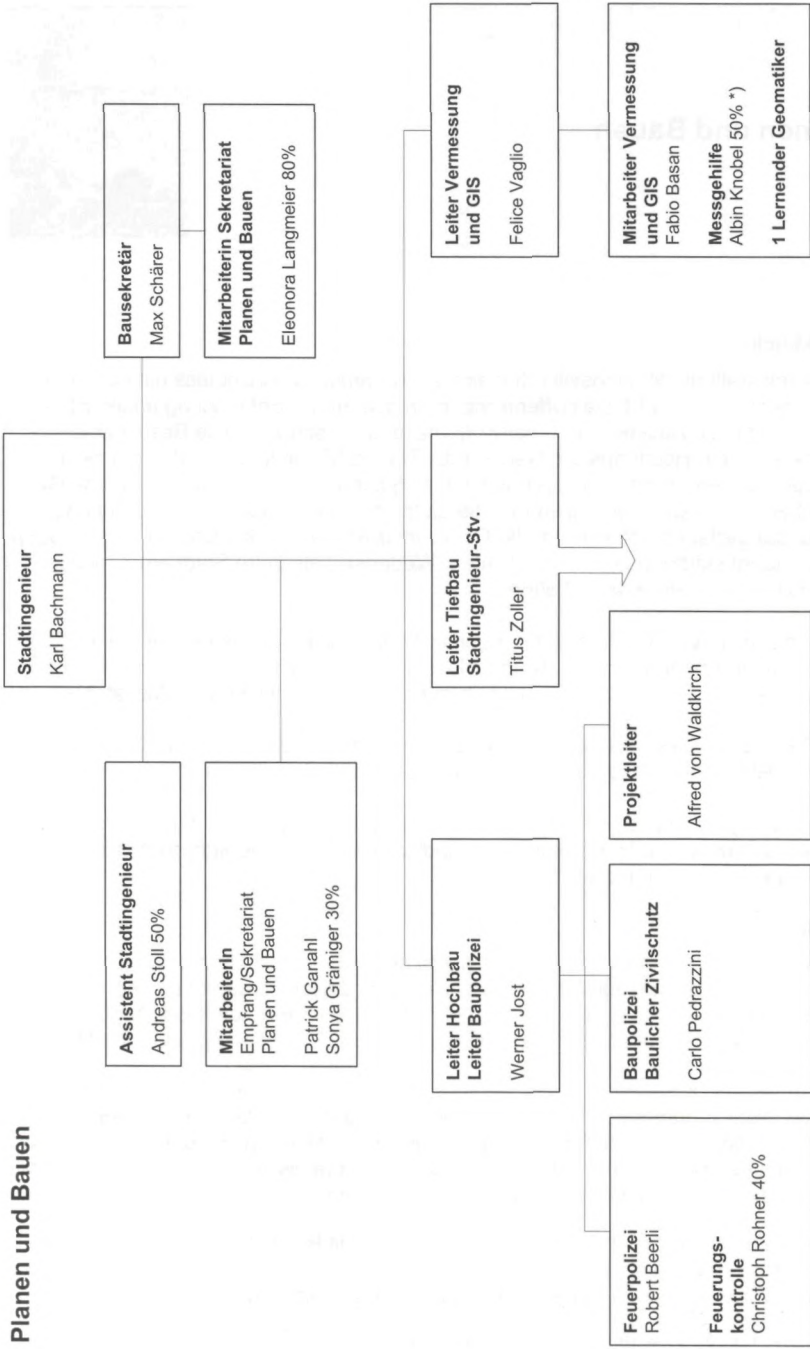 Planen und Bauen
Stadtingenieur
Karl Bachmann
Assistent Stadtingenieur
Andreas Stoll 50%
Bausekretär
Max Schärer
MitarbeiterIn
Empfang/Sekretariat
Planen und Bauen
Patrick Ganahl
Sonya Grämiger 30%
Mitarbeiterin Sekretariat
Planen und Bauen
Eleonora Langmeier 80%
Leiter Hochbau
Leiter Baupolizei
Werner Jost
Leiter Tiefbau
Stadtingenieur-Stv.
Titus Zoller
Leiter Vermessung
und GIS
Felice Vaglio
Feuerpolizei
Robert Beerli
Feuerungs-
kontrolle
Christoph Rohner 40%
Baupolizei
Baulicher Zivilschutz
Carlo Pedrazzini
Projektleiter
Alfred von Waldkirch
Mitarbeiter Vermessung
und GIS
Fabio Basan
Messgehilfe
Albin Knobel 50% *)
1 Lernender Geomatiker